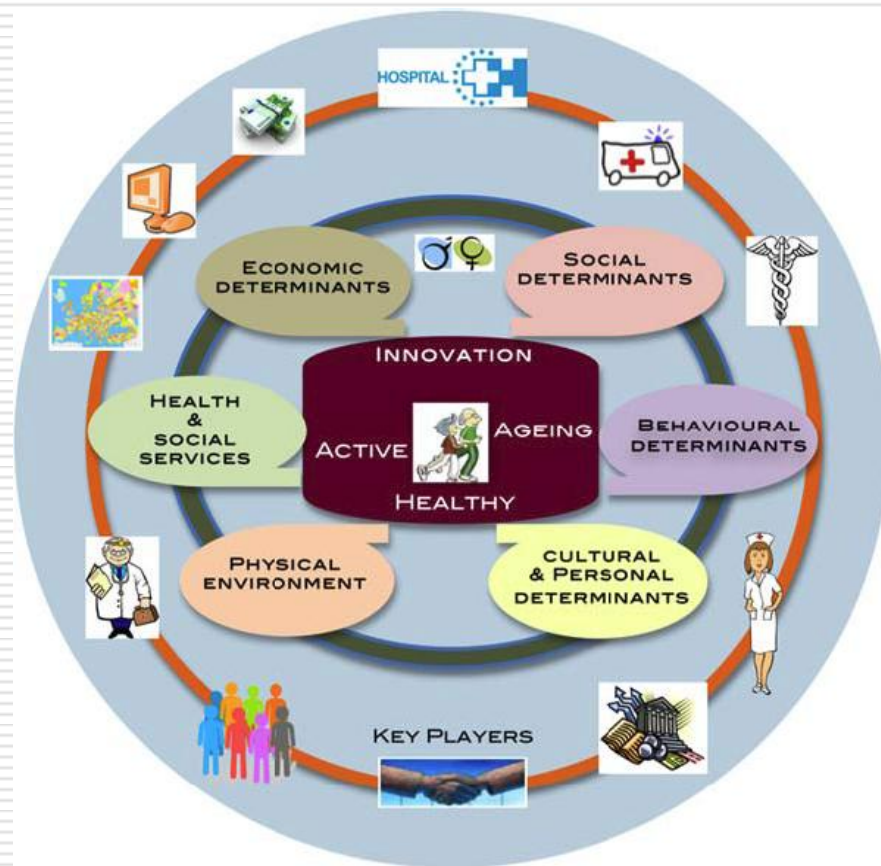 HOSPITAL
ECONOMIC
DETERMINANTS
SOCIAL
DETERMINANTS
INNOVATION
HEALTH
&
SOCIAL
SERVICES
ACTIVE
AGEING
BEHAVIOURAL
DETERMINANTS
HEALTHY
PHYSICAL
ENVIRONMENT
CULTURAL
& PERSONAL
DETERMINANTS
KEY PLAYERS